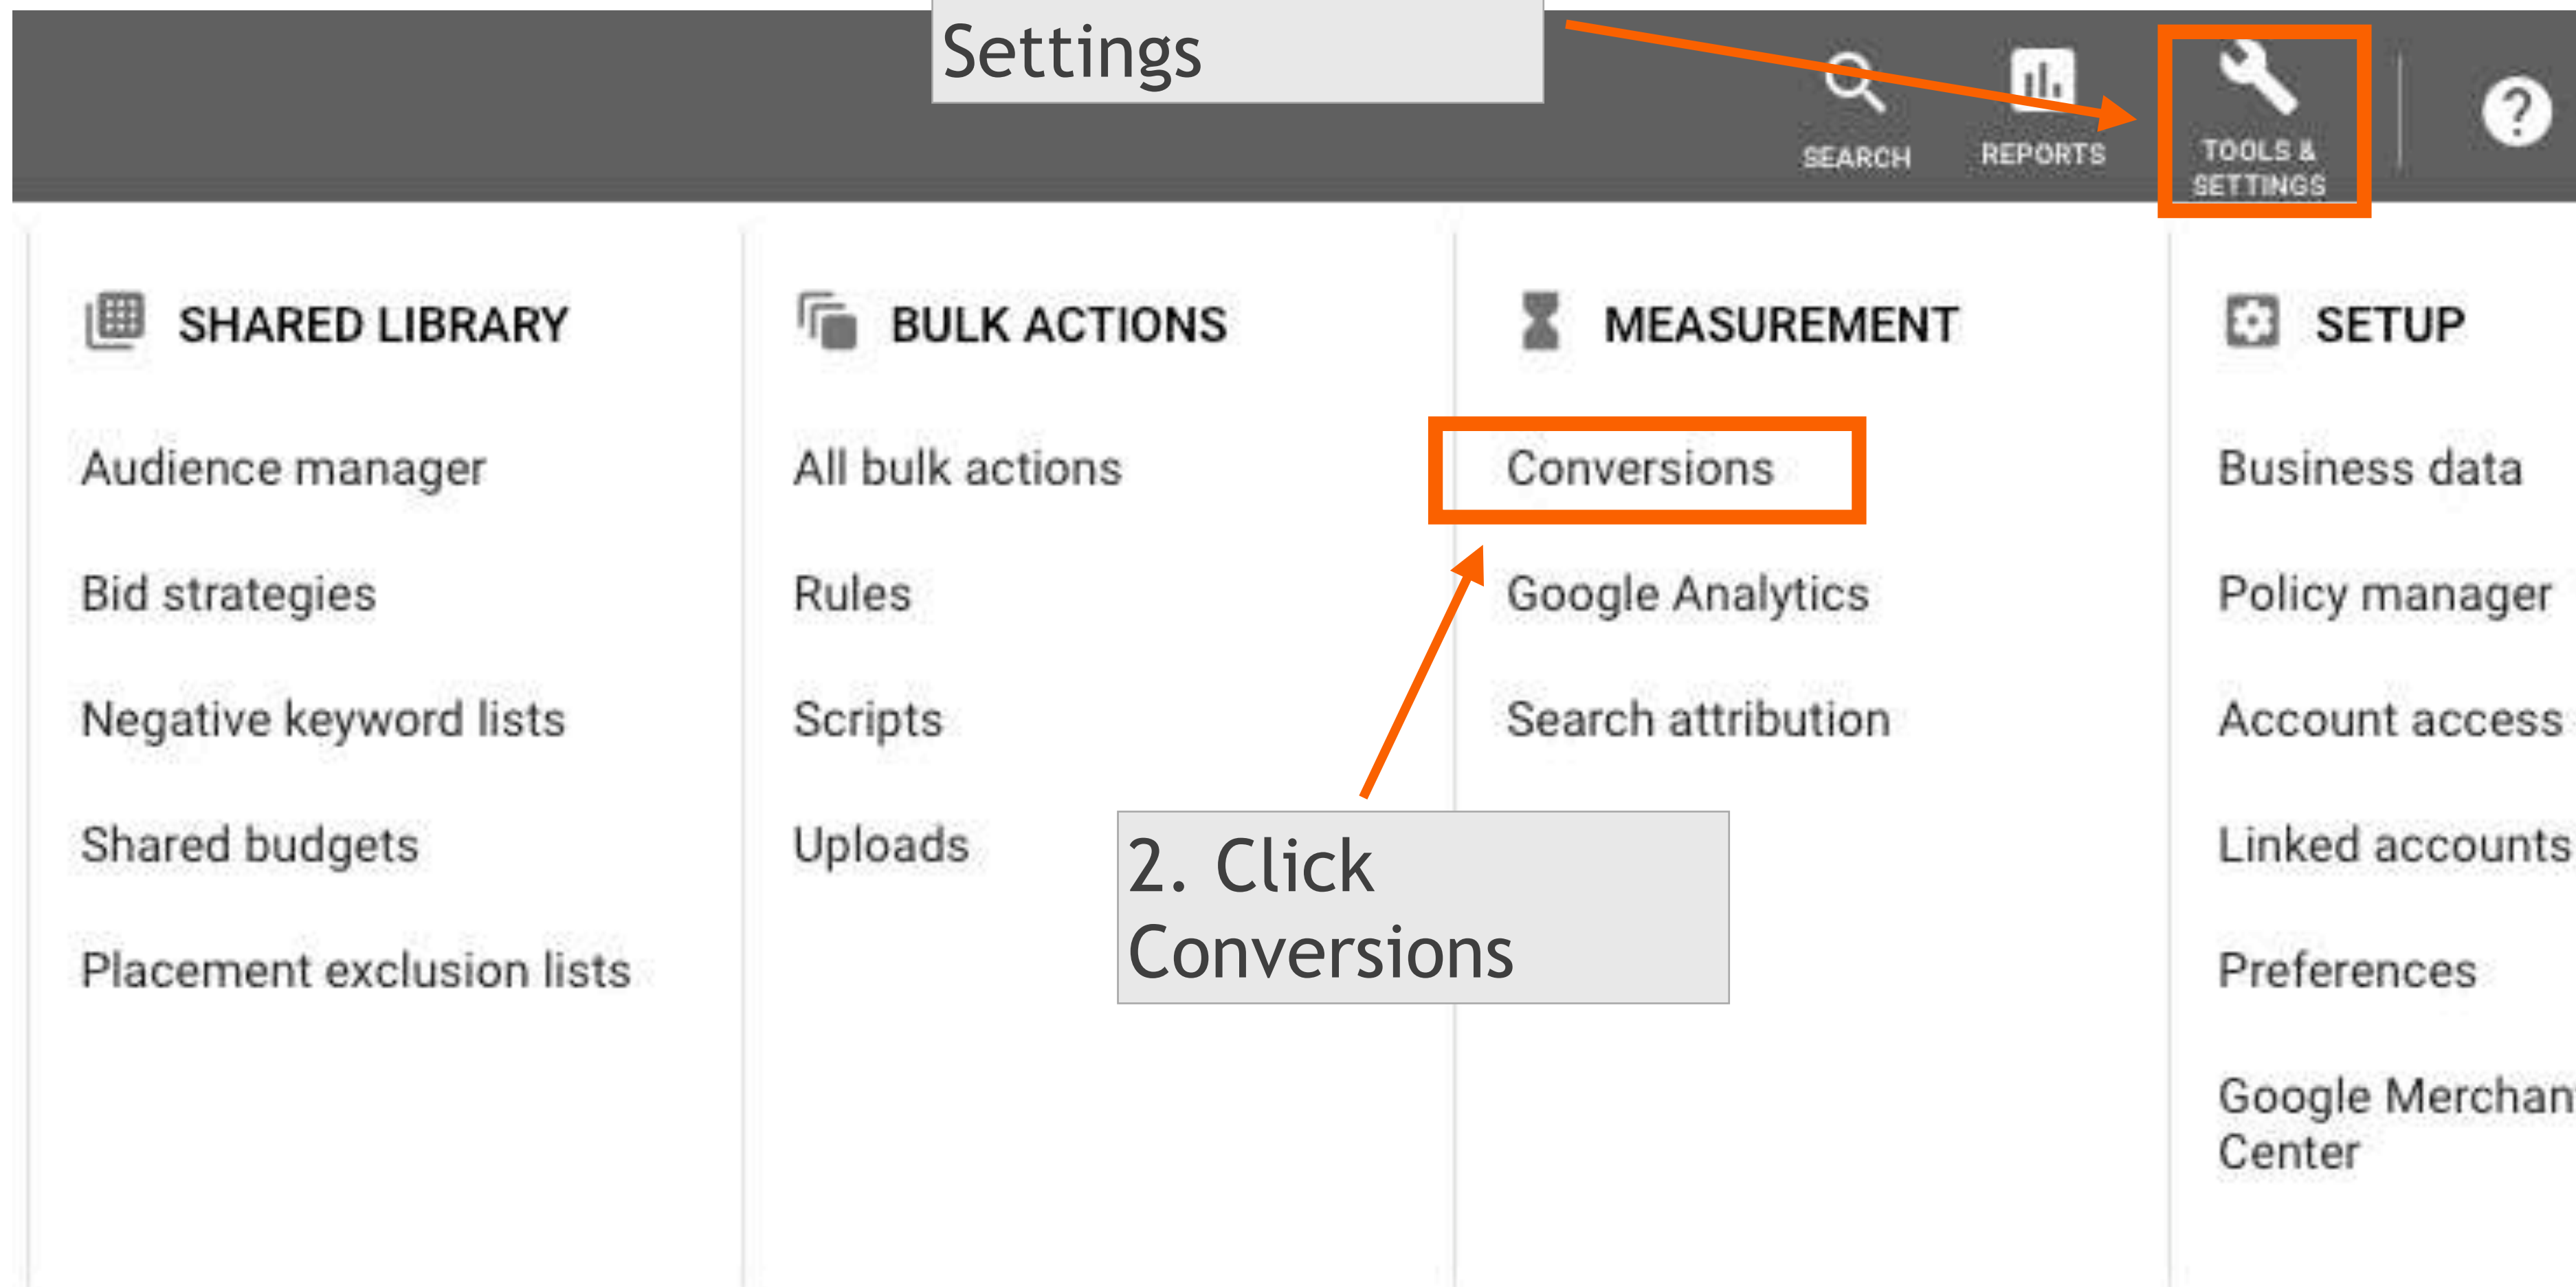 Settings
SEARCH
REPORTS
TOOLS &
SETTINGS
?
SHARED LIBRARY
Audience manager
Bid strategies
Negative keyword lists
Shared budgets
Placement exclusion lists
BULK ACTIONS
All bulk actions
Rules
Scripts
Uploads
MEASUREMENT
Conversions
Google Analytics
Search attribution
2. Click
Conversions
SETUP
Business data
Policy manager
Account access
Linked accounts
Preferences
Google Merchan
Center